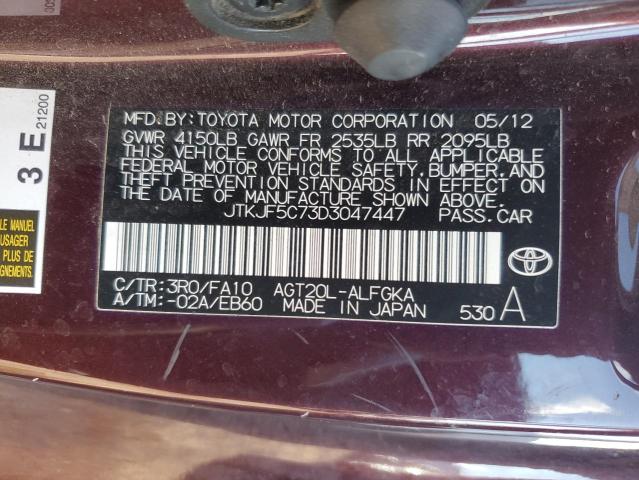 MFD.BY:TOYOTA MOTOR CORPORATION 05/12
GVWR 4150LB GAWR FR 2535LB RR 2095LB
THIS VEHICLE CONFORMS TO ALL APPLICABLE
FEDERAL MOTOR VEHICLE SAFETY,BUMPER,AND
THEFT PREVENTION STANDARDS IN EFFECT ON
THE DATE OF MANUFACTURE SHOWN ABOVE.
JTKJF5C73D3047447 PASS.CAR
C/TR:3R0/FA10 AGT20L-ALFGKA
A/TM:-02A/EB60 MADE IN JAPAN 530 A
3 E
21200
LE MANUEL
USAGER
PLUS DE